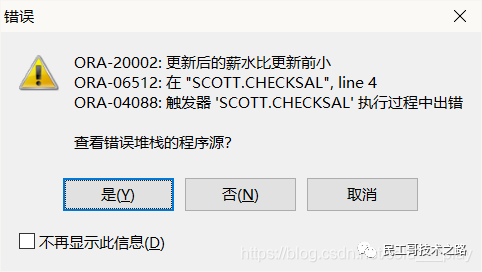 错误
ORA-20002: 更新后的薪水比更新前小
ORA-06512: 在 "SCOTT.CHECKSAL", line 4
ORA-04088: 触发器 'SCOTT.CHECKSAL' 执行过程中出错
查看错误堆栈的程序源?
是(Y) 否(N) 取消
不再显示此信息(D)
民工哥技术之路
https://blog.csdn